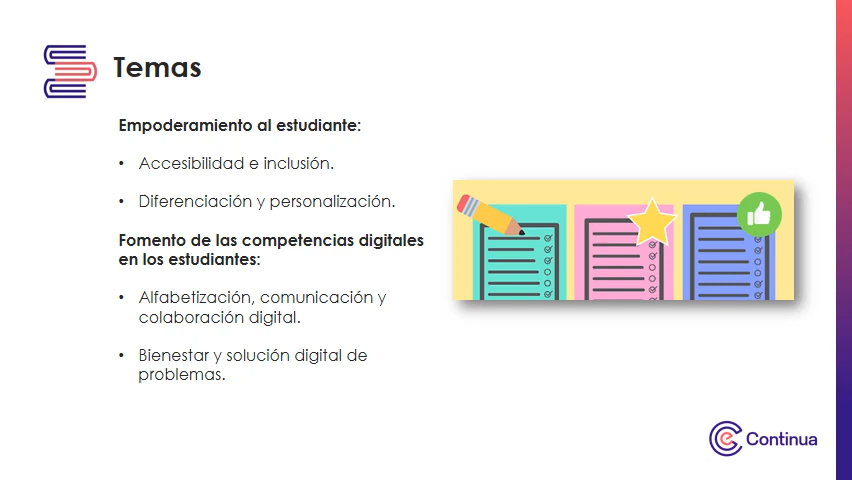 Temas
Empoderamiento al estudiante:
• Accesibilidad e inclusión.
• Diferenciación y personalización.
Fomento de las competencias digitales
en los estudiantes:
• Alfabetización, comunicación y
colaboración digital.
• Bienestar y solución digital de
problemas.
Continua